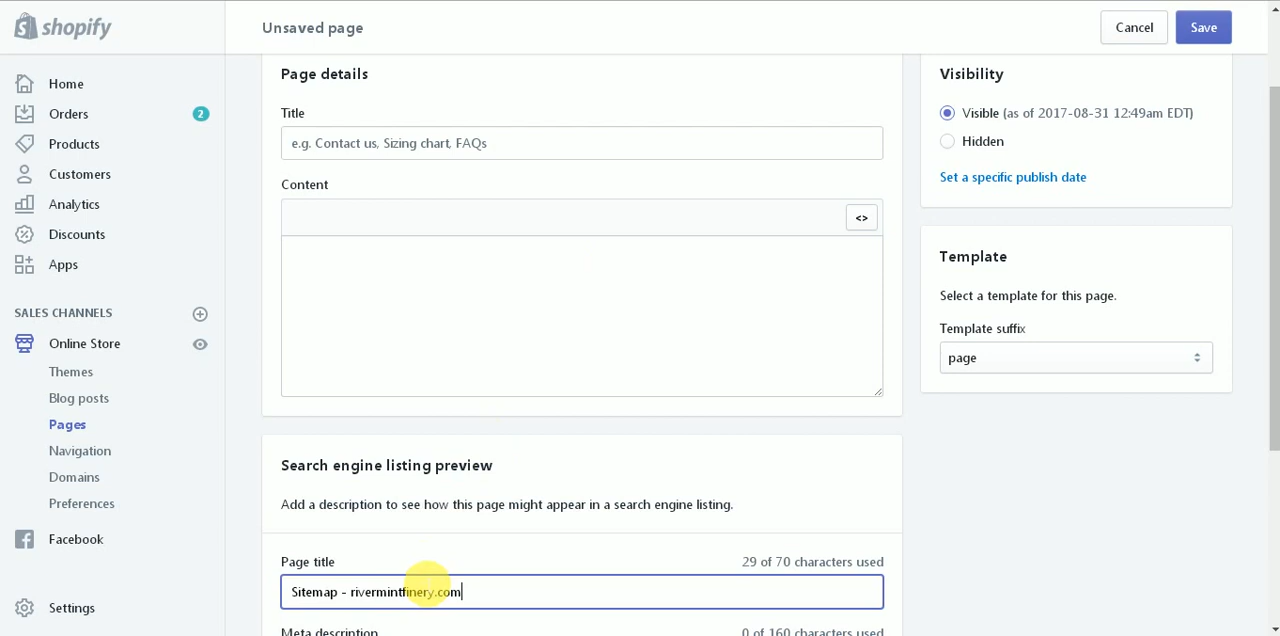 shopify
Unsaved page
Cancel
Save
Home
Orders
2
Products
Customers
Analytics
Discounts
Apps
SALES CHANNELS
Online Store
Themes
Blog posts
Pages
Navigation
Domains
Preferences
Facebook
Settings
Page details
Title
e.g. Contact us, Sizing chart, FAQs
Content
<>
Search engine listing preview
Add a description to see how this page might appear in a search engine listing.
Page title
29 of 70 characters used
Sitemap - rivermintfinery.com
Meta description
0 of 160 characters used
Visibility
Visible (as of 2017-08-31 12:49am EDT)
Hidden
Set a specific publish date
Template
Select a template for this page.
Template suffix
page